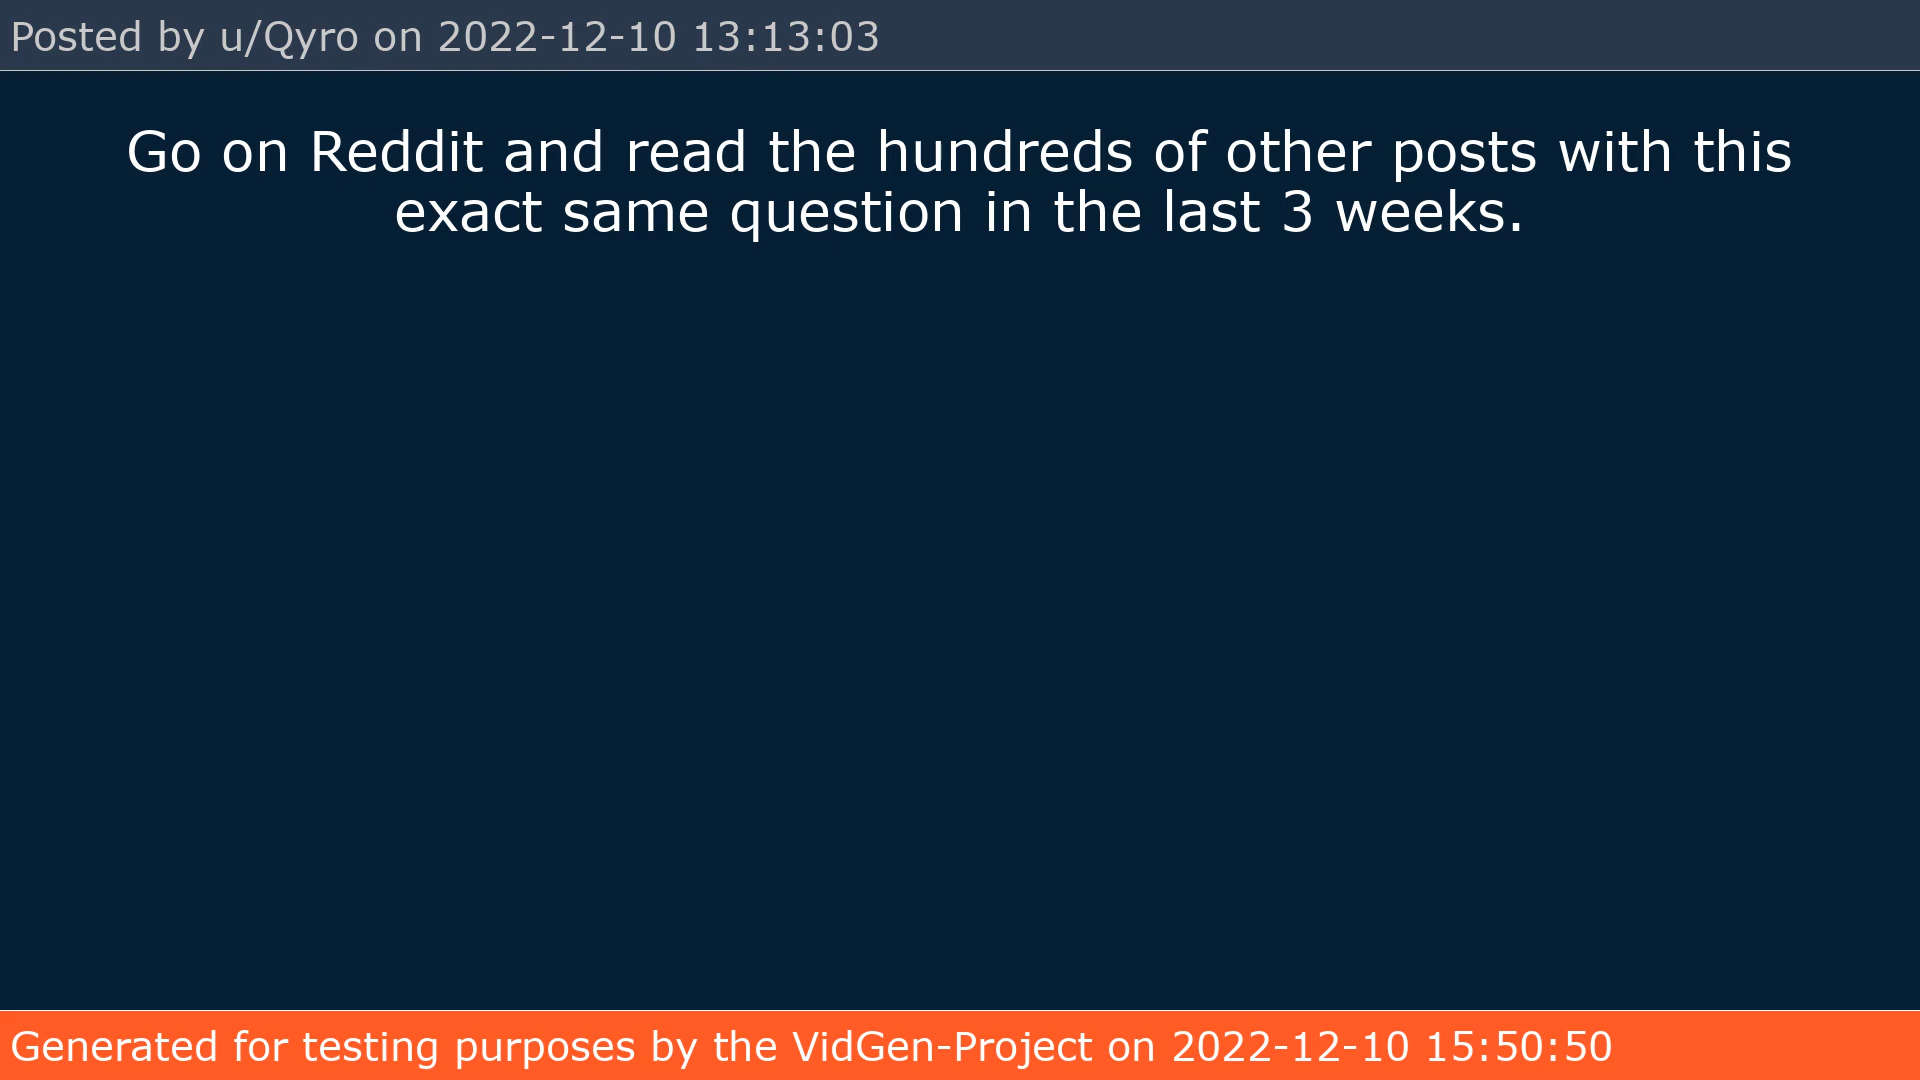 Posted by u/Qyro on 2022-12-10 13:13:03
Go on Reddit and read the hundreds of other posts with this
exact same question in the last 3 weeks.
Generated for testing purposes by the VidGen-Project on 2022-12-10 15:50:50